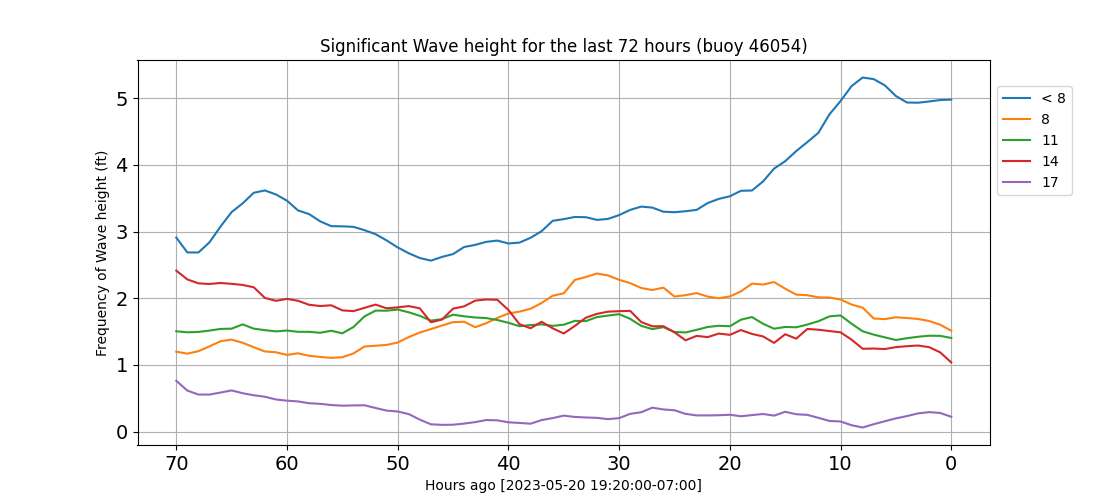 Significant Wave height for the last 72 hours (buoy 46054)
Frequency of Wave height (ft)
5
4
3
2
1
0
70 60 50 40 30 20 10 0
Hours ago [2023-05-20 19:20:00-07:00]
< 8
8
11
14
17